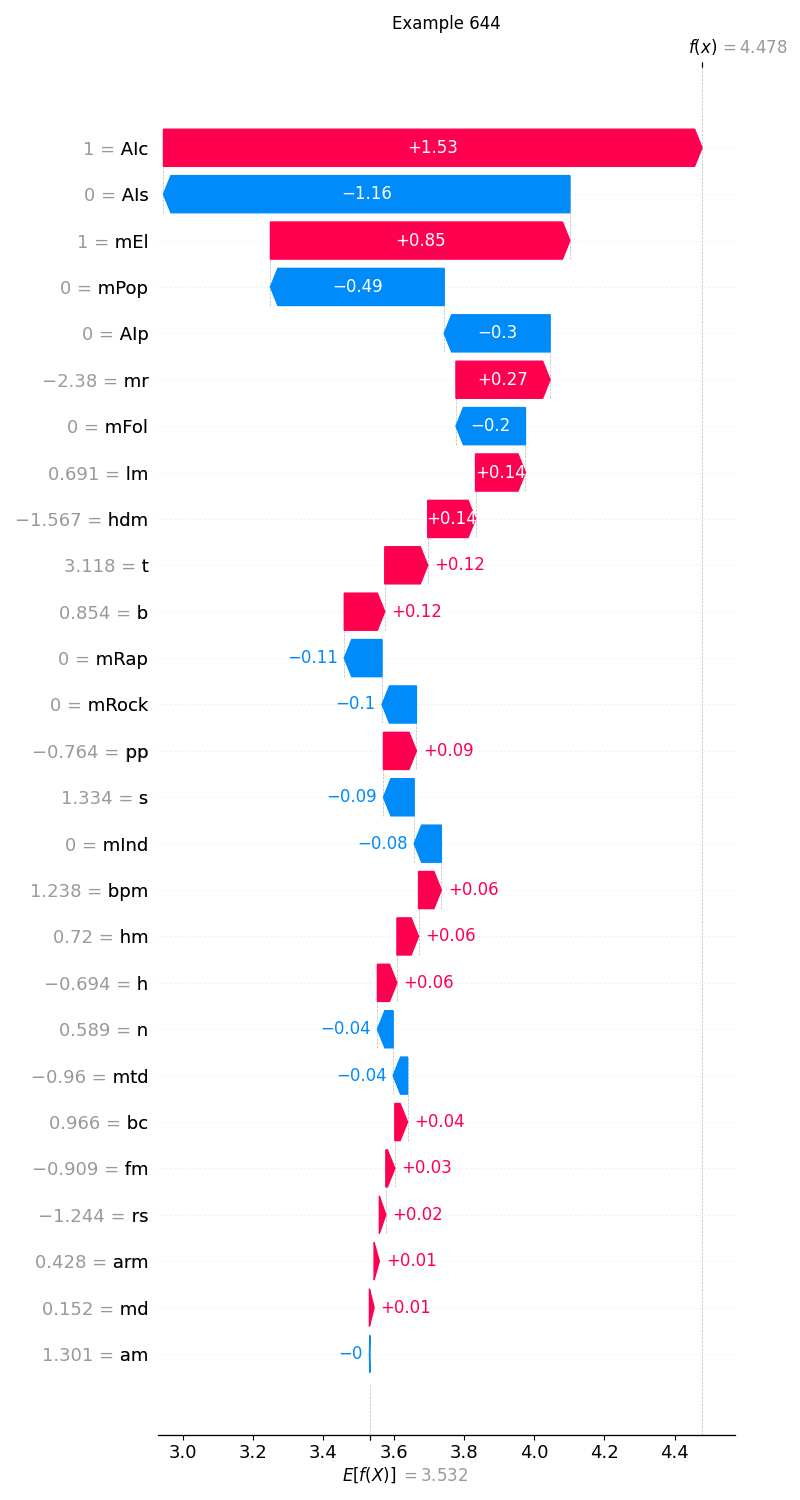 Example 644
f(x) = 4.478
1 = AIc +1.53
0 = AIs −1.16
1 = mEl +0.85
0 = mPop −0.49
0 = AIp −0.3
−2.38 = mr +0.27
0 = mFol −0.2
0.691 = lm +0.14
−1.567 = hdm +0.14
3.118 = t +0.12
0.854 = b +0.12
0 = mRap −0.11
0 = mRock −0.1
−0.764 = pp +0.09
1.334 = s −0.09
0 = mInd −0.08
1.238 = bpm +0.06
0.72 = hm +0.06
−0.694 = h +0.06
0.589 = n −0.04
−0.96 = mtd −0.04
0.966 = bc +0.04
−0.909 = fm +0.03
−1.244 = rs +0.02
0.428 = arm +0.01
0.152 = md +0.01
1.301 = am −0
3.0 3.2 3.4 3.6 3.8 4.0 4.2 4.4
E[f(X)] = 3.532